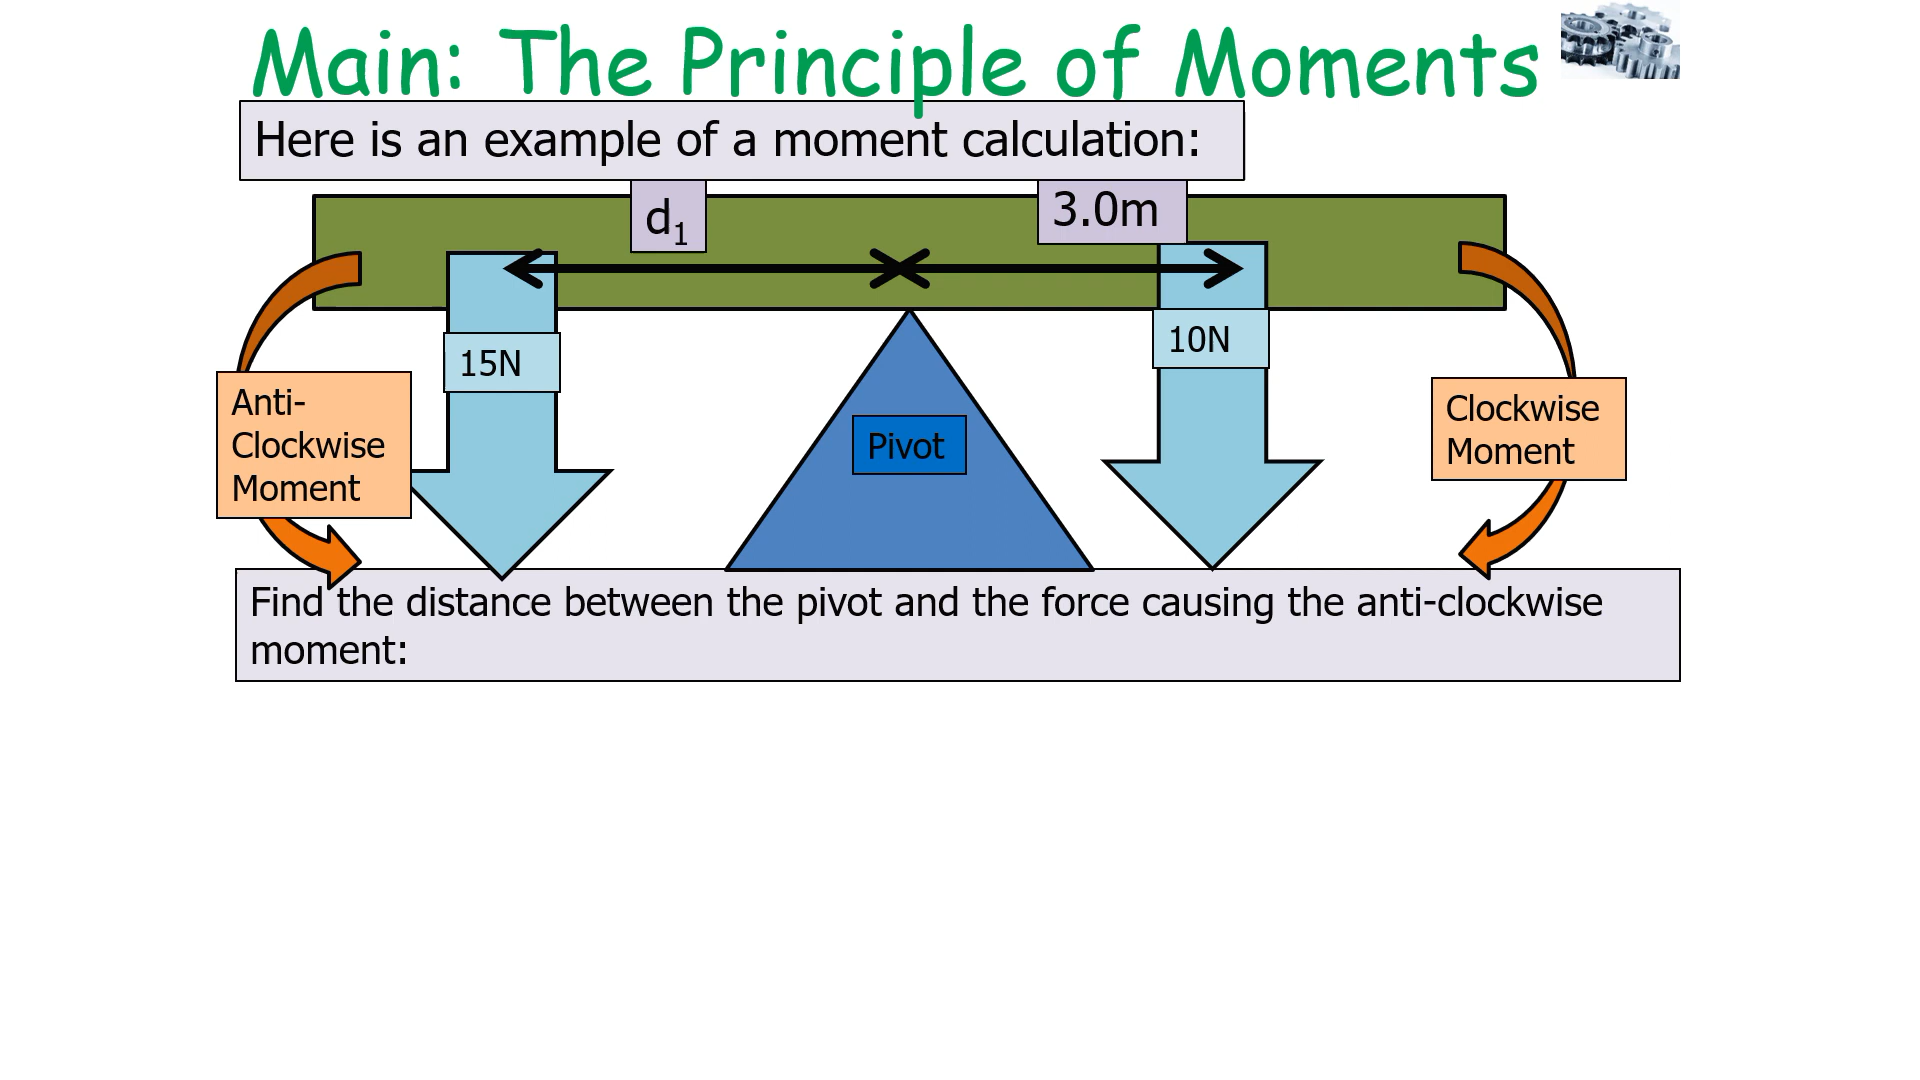 Main: The Principle of Moments
Here is an example of a moment calculation:
d₁
3.0m
15N
10N
Anti-
Clockwise
Moment
Pivot
Clockwise
Moment
Find the distance between the pivot and the force causing the anti-clockwise
moment: